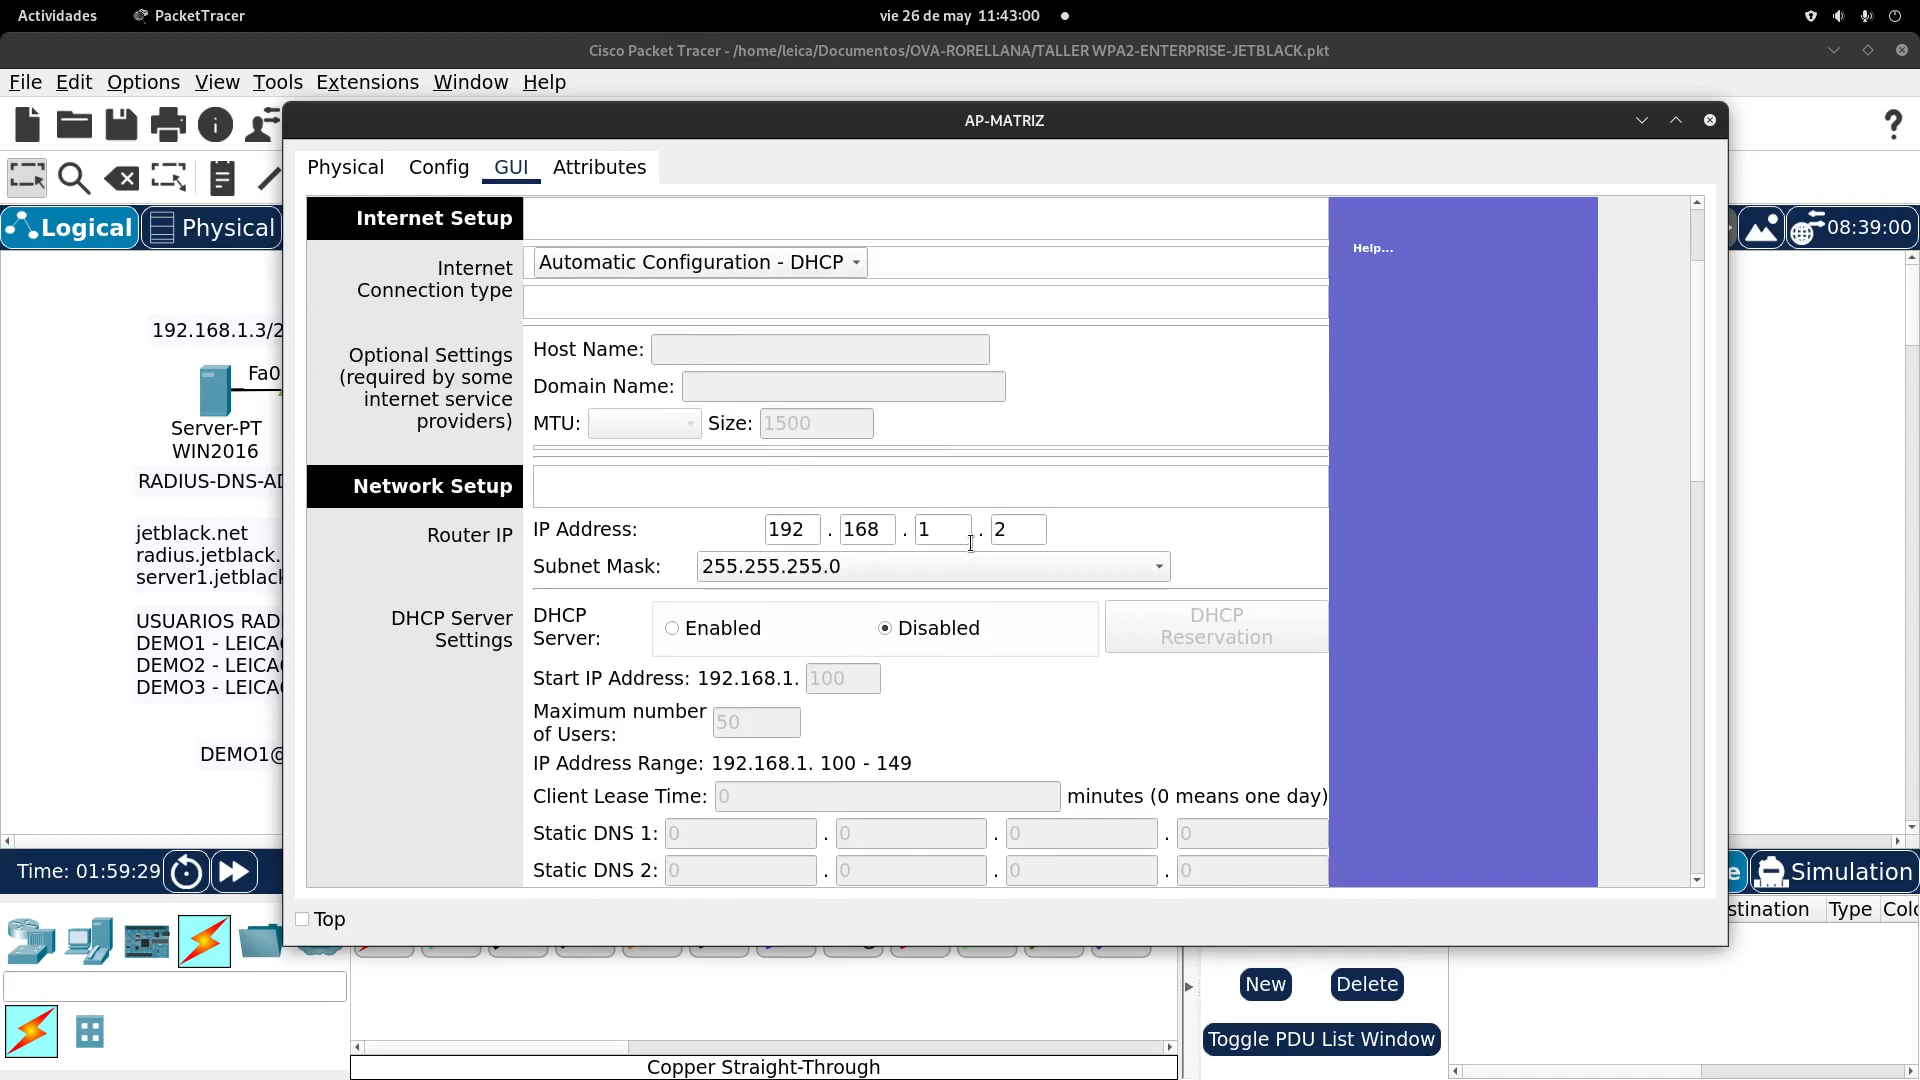 Actividades
PacketTracer
vie 26 de may 11:43:00
Cisco Packet Tracer - /home/leica/Documentos/OVA-RORELLANA/TALLER WPA2-ENTERPRISE-JETBLACK.pkt
File Edit Options View Tools Extensions Window Help
AP-MATRIZ
Physical Config GUI Attributes
Logical
Physical
08:39:00
Internet Setup
Internet
Connection type
Automatic Configuration - DHCP
Help...
Optional Settings
(required by some
internet service
providers)
Host Name:
Domain Name:
MTU:
Size: 1500
Network Setup
Router IP
IP Address: 192 . 168 . 1 . 2
Subnet Mask: 255.255.255.0
DHCP Server
Settings
DHCP
Server:
Enabled
Disabled
DHCP
Reservation
Start IP Address: 192.168.1. 100
Maximum number
of Users:
50
IP Address Range: 192.168.1. 100 - 149
Client Lease Time: 0 minutes (0 means one day)
Static DNS 1: 0 . 0 . 0 . 0
Static DNS 2: 0 . 0 . 0 . 0
Top
192.168.1.3/2
Fa0
Server-PT
WIN2016
RADIUS-DNS-AD
jetblack.net
radius.jetblack.
server1.jetblack
USUARIOS RAD
DEMO1 - LEICA
DEMO2 - LEICA
DEMO3 - LEICA
DEMO1@
Time: 01:59:29
e
Simulation
stination Type Colo
New
Delete
Toggle PDU List Window
Copper Straight-Through